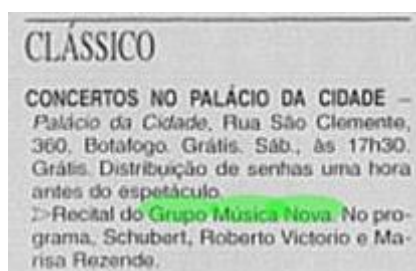 CLÁSSICO
CONCERTOS NO PALÁCIO DA CIDADE –
Palácio da Cidade, Rua São Clemente,
360, Botafogo. Grátis. Sáb., às 17h30.
Grátis. Distribuição de senhas uma hora
antes do espetáculo.
▷Recital do Grupo Música Nova. No pro-
grama, Schubert, Roberto Victorio e Ma-
risa Rezende.